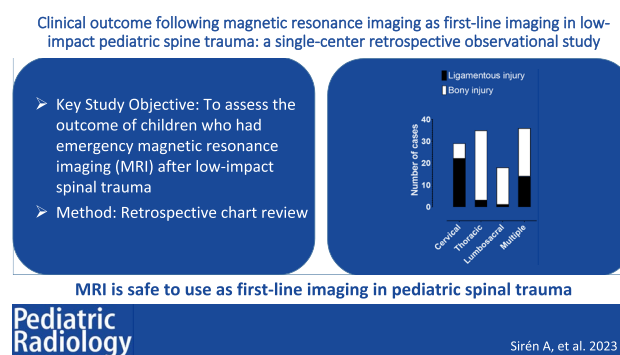 Clinical outcome following magnetic resonance imaging as first-line imaging in low-
impact pediatric spine trauma: a single-center retrospective observational study
➢ Key Study Objective: To assess the
outcome of children who had
emergency magnetic resonance
imaging (MRI) after low-impact
spinal trauma
➢ Method: Retrospective chart review
Ligamentous injury
Bony injury
Number of cases
40
30
20
10
0
Cervical
Thoracic
Lumbosacral
Multiple
MRI is safe to use as first-line imaging in pediatric spinal trauma
Pediatric
Radiology
Sirén A, et al. 2023